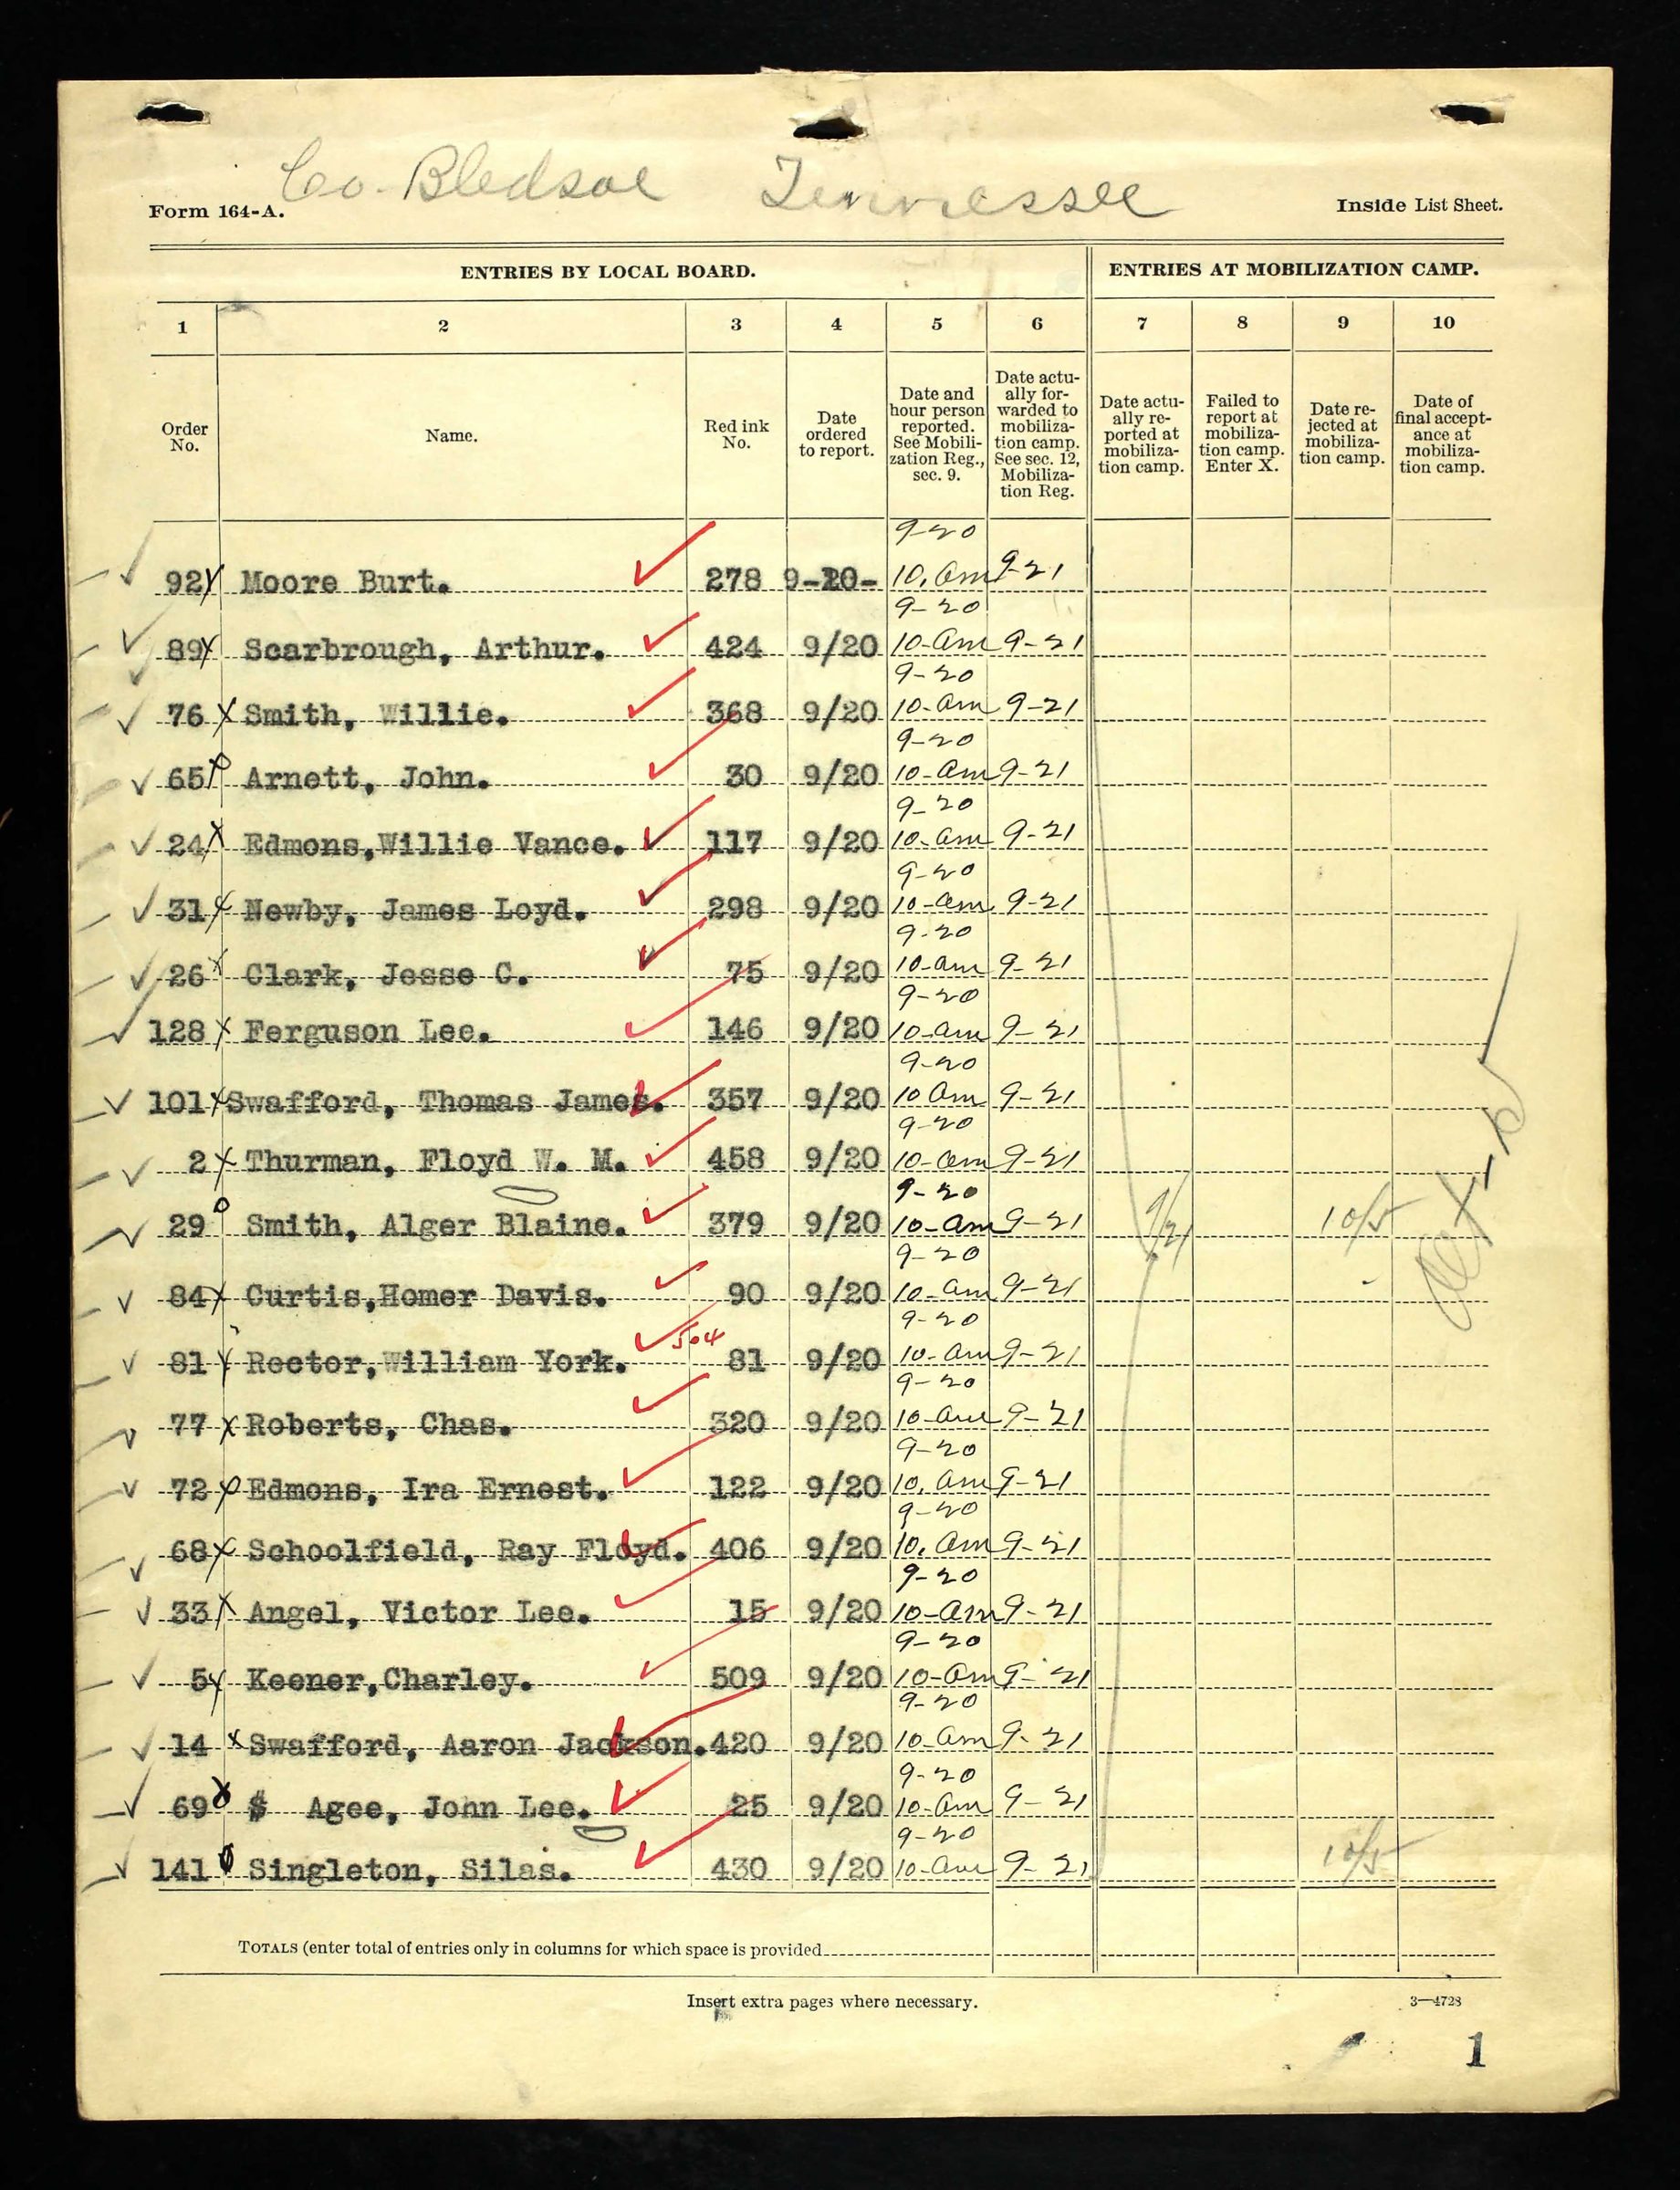 Co. Bledsoe Tennessee
Form 164-A. Inside List Sheet.
ENTRIES BY LOCAL BOARD. ENTRIES AT MOBILIZATION CAMP.
1 2 3 4 5 6 7 8 9 10
Order No. Name. Red ink No. Date ordered to report. Date and hour person reported. See Mobilization Reg., sec. 9. Date actually forwarded to mobilization camp. See sec. 12, Mobilization Reg. Date actually reported at mobilization camp. Failed to report at mobilization camp. Enter X. Date rejected at mobilization camp. Date of final acceptance at mobilization camp.
9-20
92 Moore Burt. 278 9-20- 10. am 9-21
9-20
89 Scarbrough, Arthur. 424 9/20 10-am 9-21
9-20
76 Smith, Willie. 368 9/20 10-am 9-21
9-20
65 Arnett, John. 30 9/20 10-am 9-21
9-20
24 Edmons,Willie Vance. 117 9/20 10-am 9-21
9-20
31 Newby, James Loyd. 298 9/20 10-am 9-21
9-20
26 Clark, Jesse C. 75 9/20 10-am 9-21
9-20
128 Ferguson Lee. 146 9/20 10-am 9-21
9-20
101 Swafford, Thomas James. 357 9/20 10 am 9-21
9-20
2 Thurman, Floyd W. M. 458 9/20 10-am 9-21
9-20
29 Smith, Alger Blaine. 379 9/20 10-am 9-21 9/21 10/5
9-20
84 Curtis,Homer Davis. 90 9/20 10-am 9-21
9-20
81 Rector,William York. 504 81 9/20 10-am 9-21
9-20
77 Roberts, Chas. 320 9/20 10-am 9-21
9-20
72 Edmons, Ira Ernest. 122 9/20 10. am 9-21
9-20
68 Schoolfield, Ray Floyd. 406 9/20 10. am 9-21
9-20
33 Angel, Victor Lee. 15 9/20 10-am 9-21
9-20
5 Keener,Charley. 509 9/20 10-am 9-21
9-20
14 Swafford, Aaron Jackson. 420 9/20 10-am 9-21
9-20
69 $ Agee, John Lee. 25 9/20 10-am 9-21
9-20
141 Singleton, Silas. 430 9/20 10-am 9-21 10/5
TOTALS (enter total of entries only in columns for which space is provided
Insert extra pages where necessary.
3—4728
1